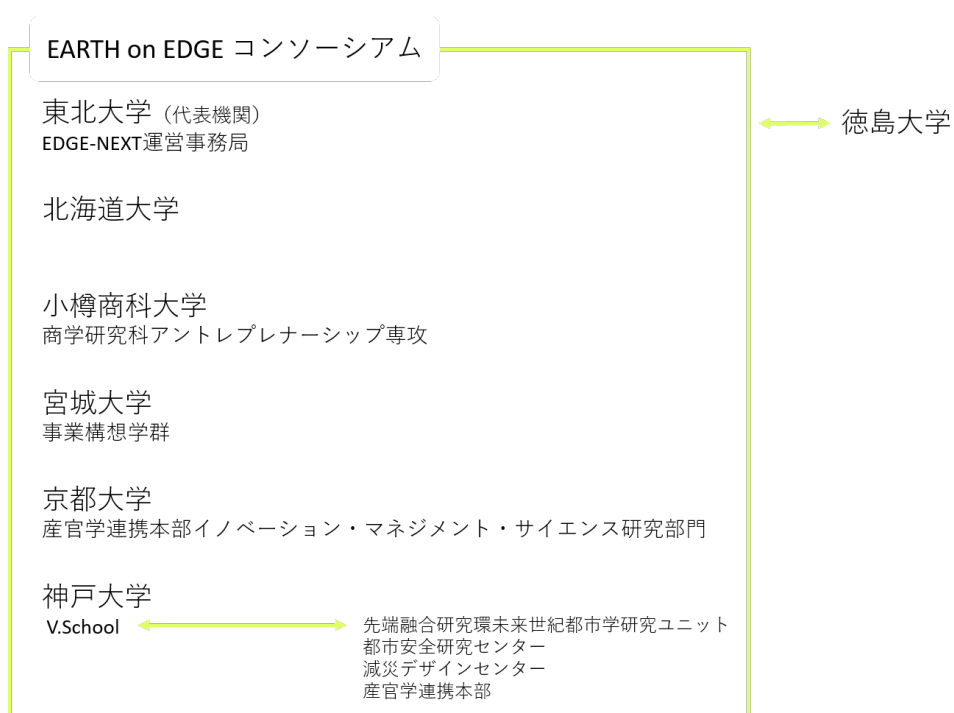 EARTH on EDGE コンソーシアム
東北大学（代表機関）
EDGE-NEXT運営事務局
徳島大学
北海道大学
小樽商科大学
商学研究科アントレプレナーシップ専攻
宮城大学
事業構想学群
京都大学
産官学連携本部イノベーション・マネジメント・サイエンス研究部門
神戸大学
V.School
先端融合研究環未来世紀都市学研究ユニット
都市安全研究センター
減災デザインセンター
産官学連携本部